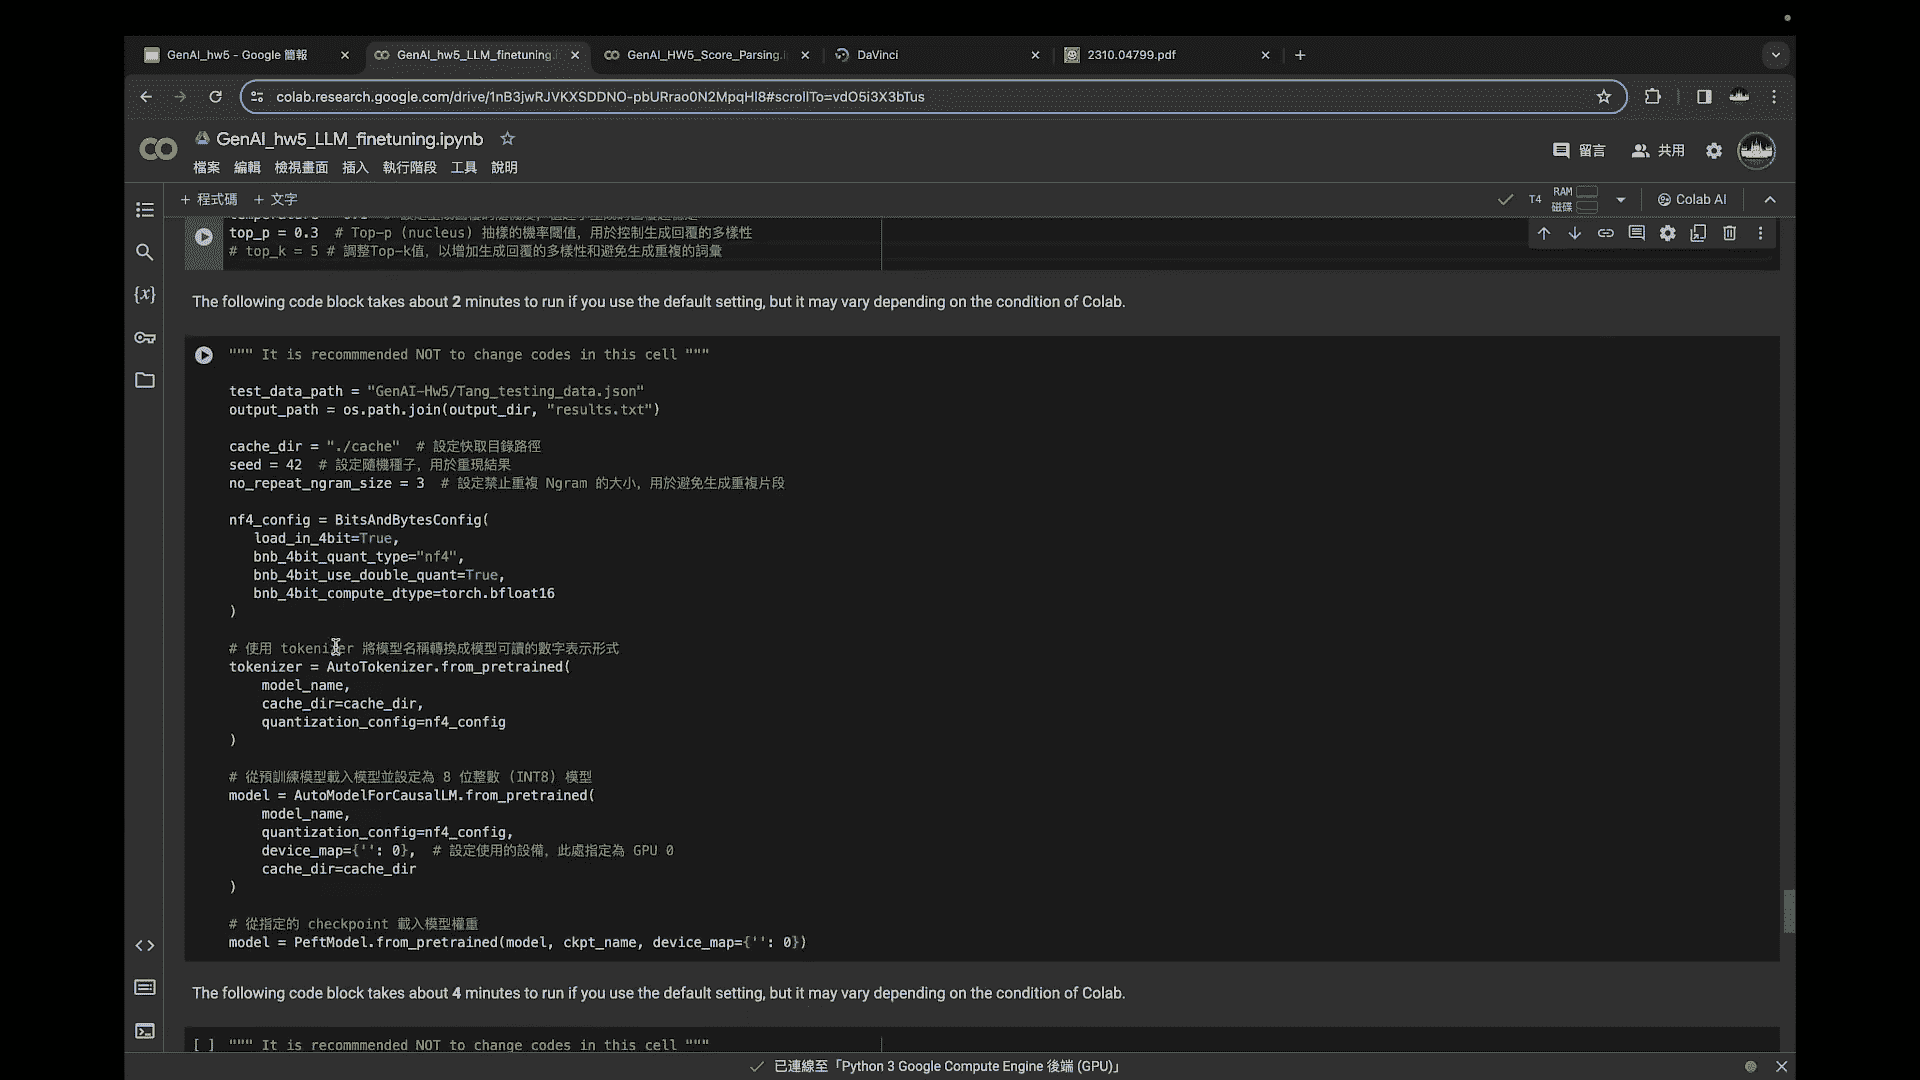 GenAI_hw5 - Google 簡報
GenAI_hw5_LLM_finetuning.i
GenAI_HW5_Score_Parsing.i
DaVinci
2310.04799.pdf
colab.research.google.com/drive/1nB3jwRJVKXSDDNO-pbURrao0N2MpqHl8#scrollTo=vdO5i3X3bTus
GenAI_hw5_LLM_finetuning.ipynb
檔案 編輯 檢視畫面 插入 執行階段 工具 說明
留言 共用
+ 程式碼 + 文字
T4 RAM 磁碟 Colab AI
top_p = 0.3 # Top-p (nucleus) 抽樣的機率閾值，用於控制生成回覆的多樣性
# top_k = 5 # 調整Top-k值，以增加生成回覆的多樣性和避免生成重複的詞彙
The following code block takes about 2 minutes to run if you use the default setting, but it may vary depending on the condition of Colab.
""" It is recommmended NOT to change codes in this cell """
test_data_path = "GenAI-Hw5/Tang_testing_data.json"
output_path = os.path.join(output_dir, "results.txt")
cache_dir = "./cache" # 設定快取目錄路徑
seed = 42 # 設定隨機種子，用於重現結果
no_repeat_ngram_size = 3 # 設定禁止重複 Ngram 的大小，用於避免生成重複片段
nf4_config = BitsAndBytesConfig(
load_in_4bit=True,
bnb_4bit_quant_type="nf4",
bnb_4bit_use_double_quant=True,
bnb_4bit_compute_dtype=torch.bfloat16
)
# 使用 tokenizer 將模型名稱轉換成模型可讀的數字表示形式
tokenizer = AutoTokenizer.from_pretrained(
model_name,
cache_dir=cache_dir,
quantization_config=nf4_config
)
# 從預訓練模型載入模型並設定為 8 位整數 (INT8) 模型
model = AutoModelForCausalLM.from_pretrained(
model_name,
quantization_config=nf4_config,
device_map={'': 0}, # 設定使用的設備，此處指定為 GPU 0
cache_dir=cache_dir
)
# 從指定的 checkpoint 載入模型權重
model = PeftModel.from_pretrained(model, ckpt_name, device_map={'': 0})
The following code block takes about 4 minutes to run if you use the default setting, but it may vary depending on the condition of Colab.
[ ] """ It is recommmended NOT to change codes in this cell """
已連線至「Python 3 Google Compute Engine 後端 (GPU)」